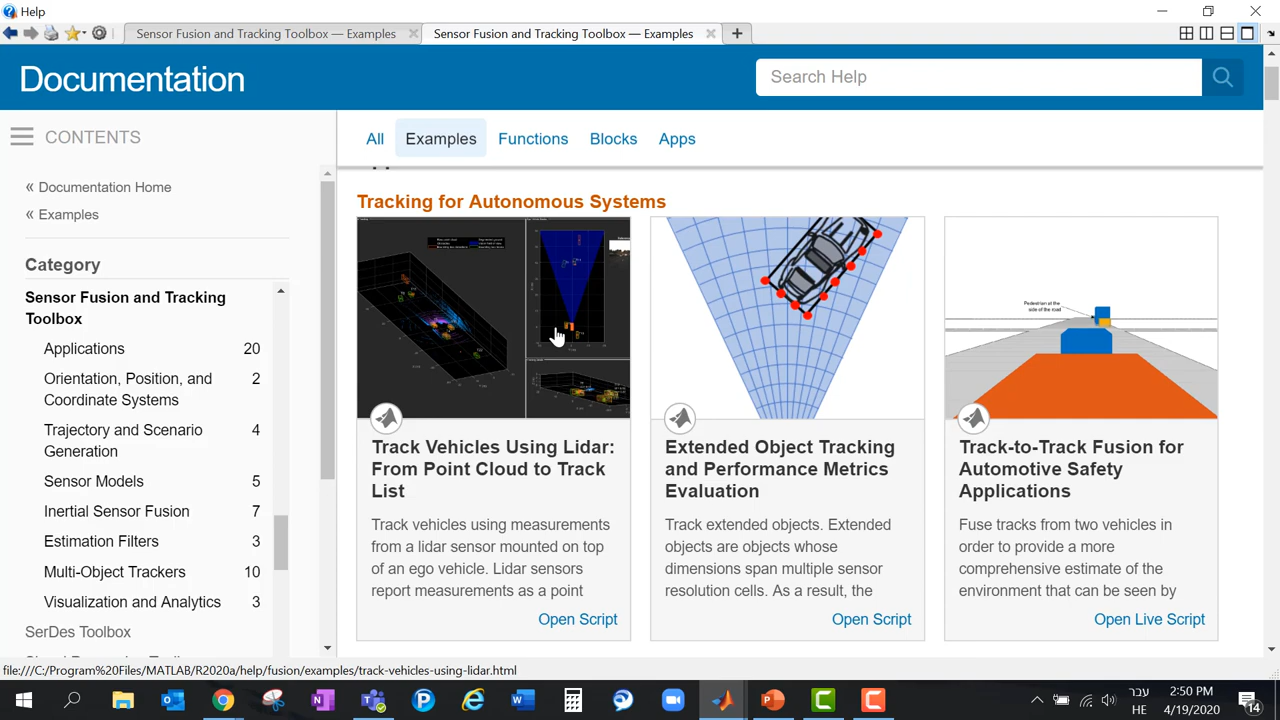 Help
Sensor Fusion and Tracking Toolbox — Examples
Sensor Fusion and Tracking Toolbox — Examples
Documentation
Search Help
CONTENTS
All
Examples
Functions
Blocks
Apps
« Documentation Home
« Examples
Category
Sensor Fusion and Tracking
Toolbox
Applications 20
Orientation, Position, and 2
Coordinate Systems
Trajectory and Scenario 4
Generation
Sensor Models 5
Inertial Sensor Fusion 7
Estimation Filters 3
Multi-Object Trackers 10
Visualization and Analytics 3
SerDes Toolbox
Tracking for Autonomous Systems
Track Vehicles Using Lidar:
From Point Cloud to Track
List
Track vehicles using measurements
from a lidar sensor mounted on top
of an ego vehicle. Lidar sensors
report measurements as a point
Open Script
Extended Object Tracking
and Performance Metrics
Evaluation
Track extended objects. Extended
objects are objects whose
dimensions span multiple sensor
resolution cells. As a result, the
Open Script
Pedestrian at the
side of the road
Track-to-Track Fusion for
Automotive Safety
Applications
Fuse tracks from two vehicles in
order to provide a more
comprehensive estimate of the
environment that can be seen by
Open Live Script
file:///C:/Program%20Files/MATLAB/R2020a/help/fusion/examples/track-vehicles-using-lidar.html
עבר
HE
2:50 PM
4/19/2020
14